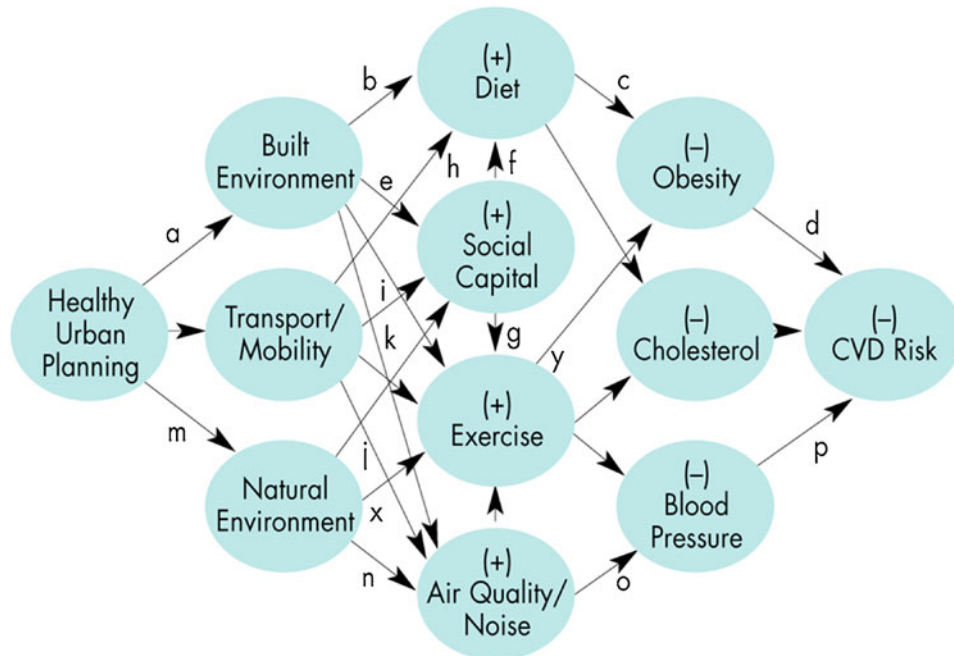 (+)
Diet
b
c
Built
Environment
h
f
e
(–)
Obesity
a
(+)
Social
Capital
d
Healthy
Urban
Planning
Transport/
Mobility
i
k
g
y
(–)
Cholesterol
(–)
CVD Risk
m
j
(+)
Exercise
p
Natural
Environment
x
n
(–)
Blood
Pressure
(+)
Air Quality/
Noise
o